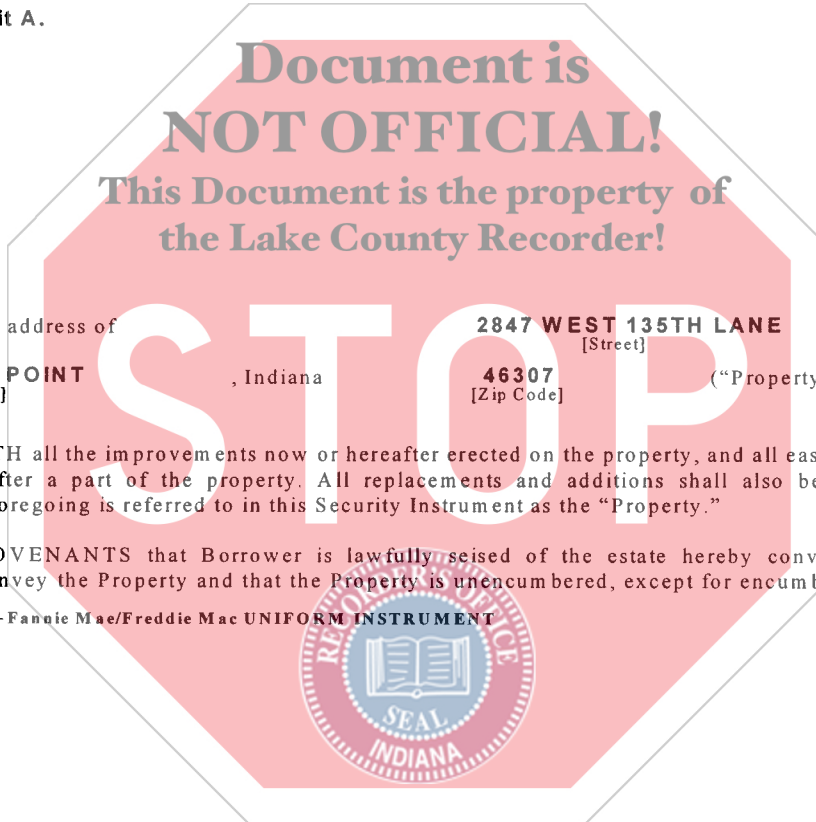 it A.
Document is
NOT OFFICIAL!
This Document is the property of
the Lake County Recorder!
STOP
address of 2847 WEST 135TH LANE
[Street]
POINT , Indiana 46307 ("Property
] [Zip Code]
TH all the improvements now or hereafter erected on the property, and all eas
fter a part of the property. All replacements and additions shall also be
oregoing is referred to in this Security Instrument as the "Property."
OVENANTS that Borrower is lawfully seised of the estate hereby conv
nvey the Property and that the Property is unencumbered, except for encumb
-Fannie Mae/Freddie Mac UNIFORM INSTRUMENT
RECORDER'S OFFICE
SEAL
INDIANA